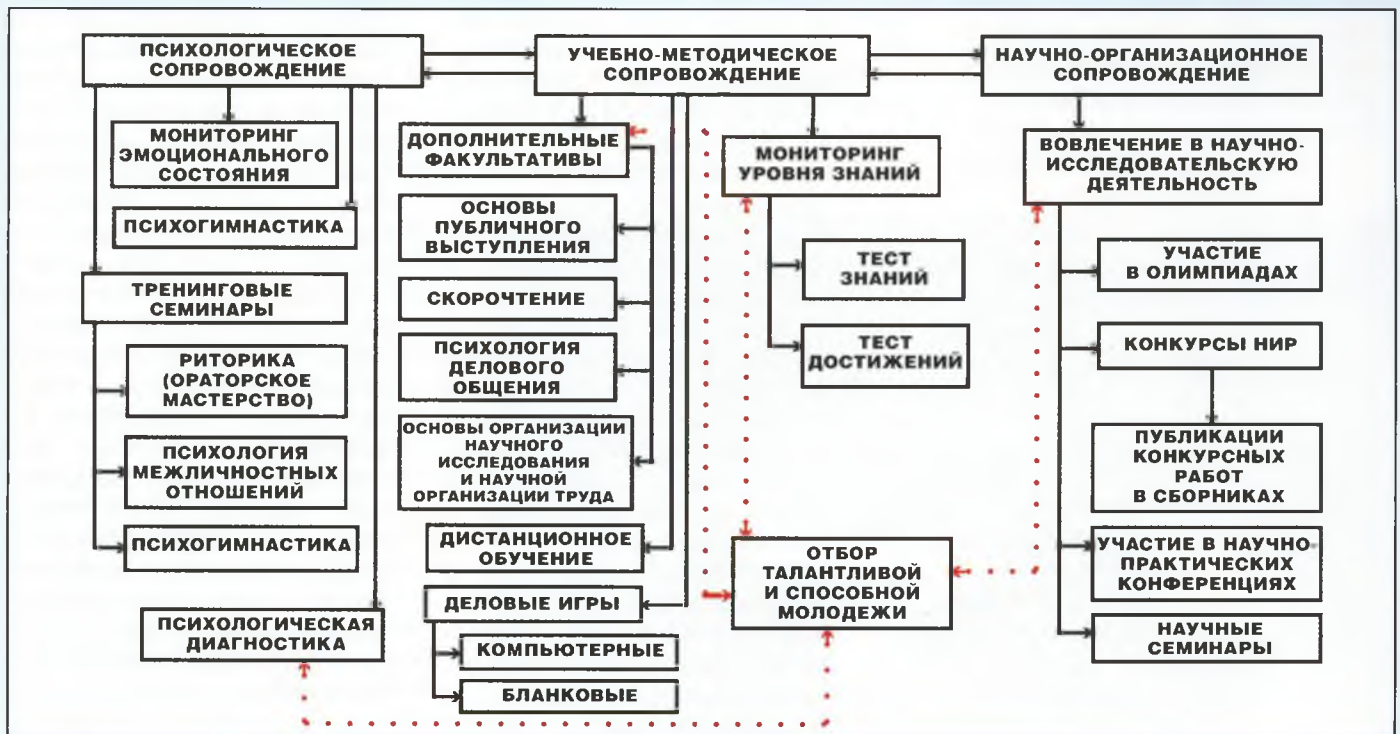 ПСИХОЛОГИЧЕСКОЕ
СОПРОВОЖДЕНИЕ
УЧЕБНО-МЕТОДИЧЕСКОЕ
СОПРОВОЖДЕНИЕ
НАУЧНО-ОРГАНИЗАЦИОННОЕ
СОПРОВОЖДЕНИЕ
МОНИТОРИНГ
ЭМОЦИОНАЛЬНОГО
СОСТОЯНИЯ
ПСИХОГИМНАСТИКА
ТРЕНИНГОВЫЕ
СЕМИНАРЫ
РИТОРИКА
(ОРАТОРСКОЕ
МАСТЕРСТВО)
ПСИХОЛОГИЯ
МЕЖЛИЧНОСТНЫХ
ОТНОШЕНИЙ
ПСИХОГИМНАСТИКА
ПСИХОЛОГИЧЕСКАЯ
ДИАГНОСТИКА
ДОПОЛНИТЕЛЬНЫЕ
ФАКУЛЬТАТИВЫ
ОСНОВЫ
ПУБЛИЧНОГО
ВЫСТУПЛЕНИЯ
СКОРОЧТЕНИЕ
ПСИХОЛОГИЯ
ДЕЛОВОГО
ОБЩЕНИЯ
ОСНОВЫ ОРГАНИЗАЦИИ
НАУЧНОГО
ИССЛЕДОВАНИЯ
И НАУЧНОЙ
ОРГАНИЗАЦИИ ТРУДА
ДИСТАНЦИОННОЕ
ОБУЧЕНИЕ
ДЕЛОВЫЕ ИГРЫ
КОМПЬЮТЕРНЫЕ
БЛАНКОВЫЕ
МОНИТОРИНГ
УРОВНЯ ЗНАНИЙ
ТЕСТ
ЗНАНИЙ
ТЕСТ
ДОСТИЖЕНИЙ
ОТБОР
ТАЛАНТЛИВОЙ
И СПОСОБНОЙ
МОЛОДЕЖИ
ВОВЛЕЧЕНИЕ В НАУЧНО-
ИССЛЕДОВАТЕЛЬСКУЮ
ДЕЯТЕЛЬНОСТЬ
УЧАСТИЕ
В ОЛИМПИАДАХ
КОНКУРСЫ НИР
ПУБЛИКАЦИИ
КОНКУРСНЫХ
РАБОТ
В СБОРНИКАХ
УЧАСТИЕ В НАУЧНО-
ПРАКТИЧЕСКИХ
КОНФЕРЕНЦИЯХ
НАУЧНЫЕ
СЕМИНАРЫ